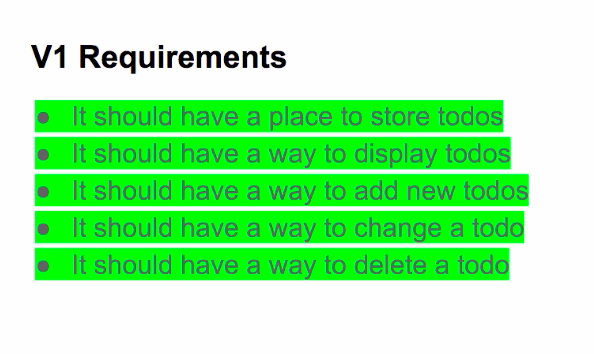 V1 Requirements
● It should have a place to store todos
● It should have a way to display todos
● It should have a way to add new todos
● It should have a way to change a todo
● It should have a way to delete a todo